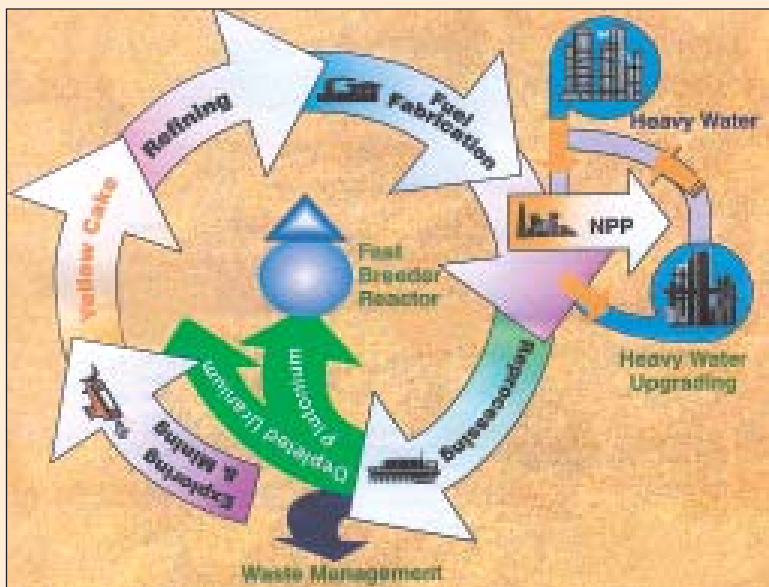 Exploring
& Mining
Yellow Cake
Refining
Fuel
Fabrication
Heavy Water
NPP
Heavy Water
Upgrading
Reprocessing
Fast
Breeder
Reactor
Plutonium
Depleted Uranium
Waste Management